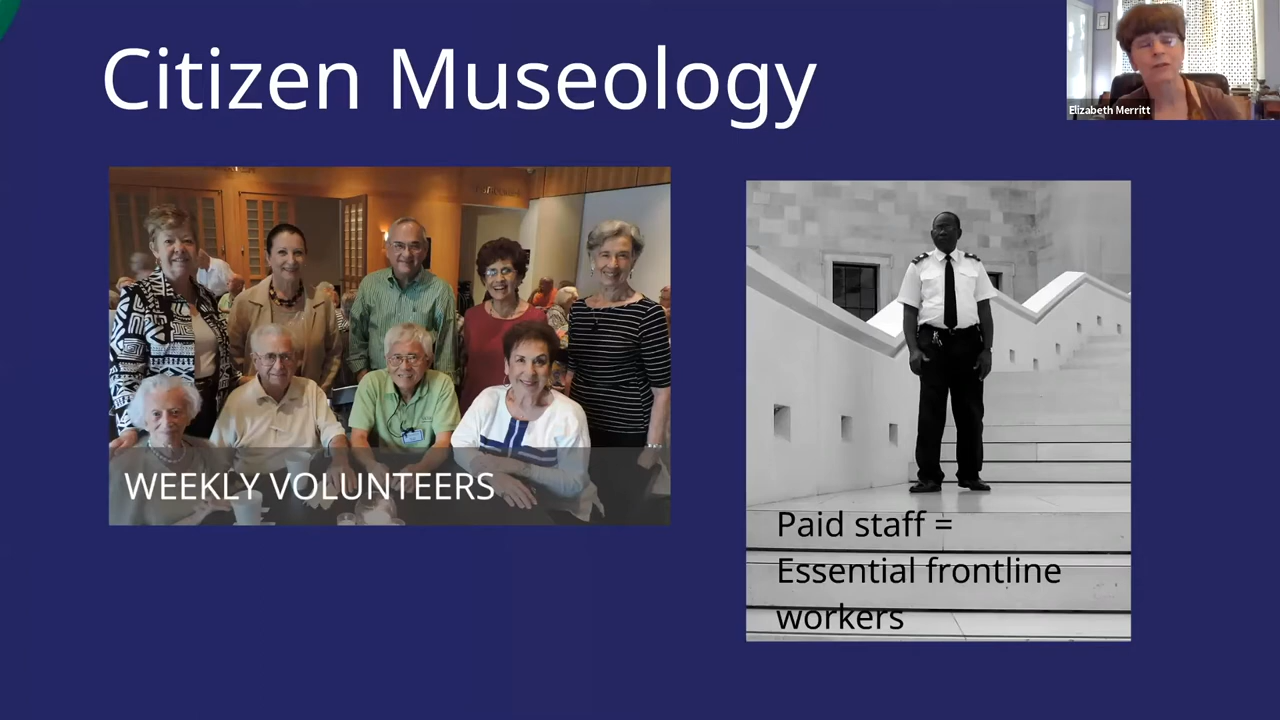 Citizen Museology
Elizabeth Merritt
WEEKLY VOLUNTEERS
Paid staff =
Essential frontline
workers